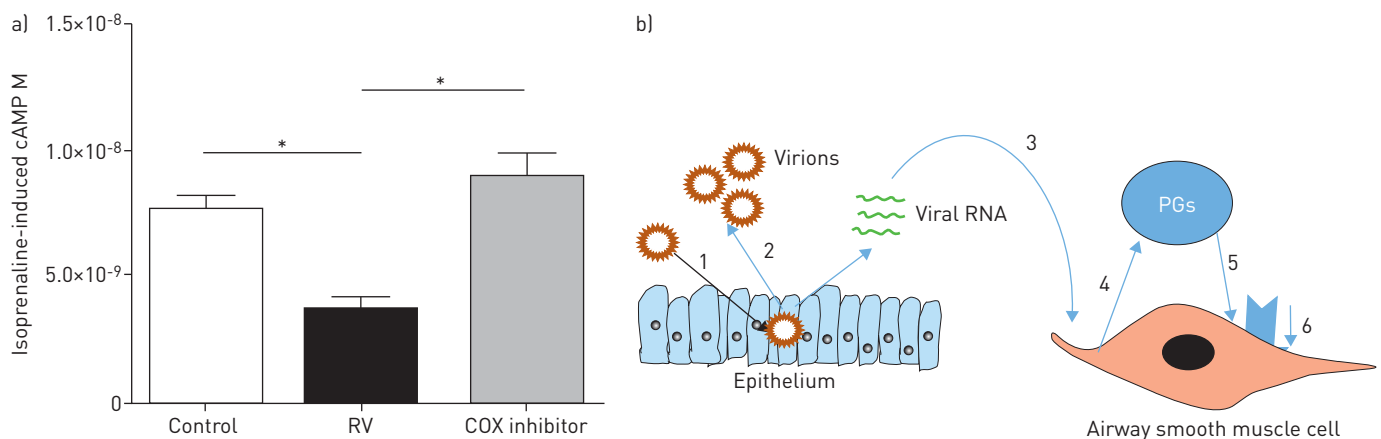 a)
Isoprenaline-induced cAMP M
1.5×10-8
1.0×10-8
5.0×10-9
0
*
*
Control
RV
COX inhibitor
b)
Virions
Viral RNA
1
2
3
4
5
6
PGs
Epithelium
Airway smooth muscle cell